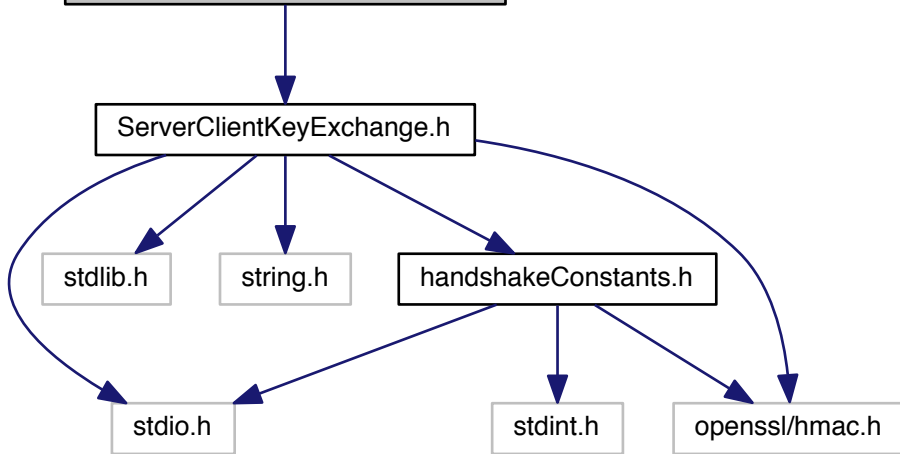 ServerClientKeyExchange.h
stdlib.h
string.h
handshakeConstants.h
stdio.h
stdint.h
openssl/hmac.h